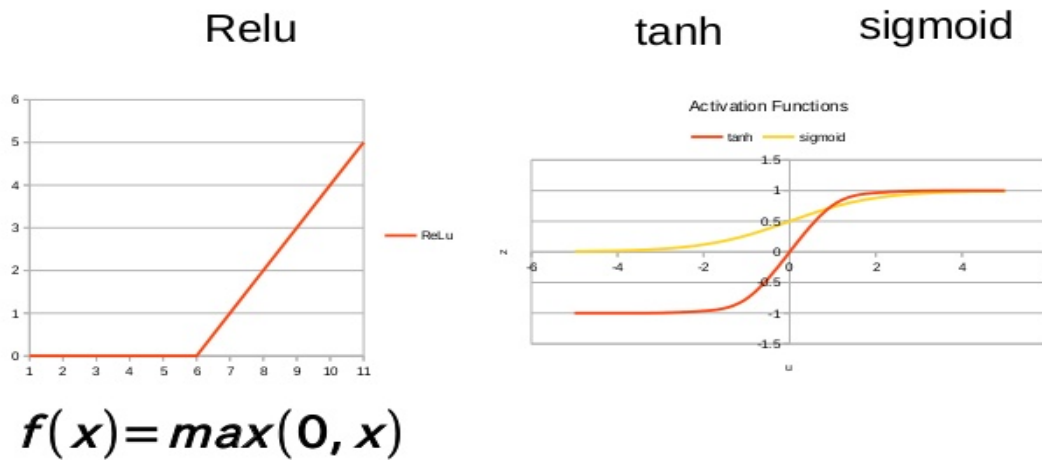 Relu
tanh
sigmoid
6
5
4
3
2
1
0
1 2 3 4 5 6 7 8 9 10 11
ReLu
f(x)=max(0, x)
Activation Functions
tanh sigmoid
1.5
1
0.5
0
-0.5
-1
-1.5
-6 -4 -2 0 2 4
z
u